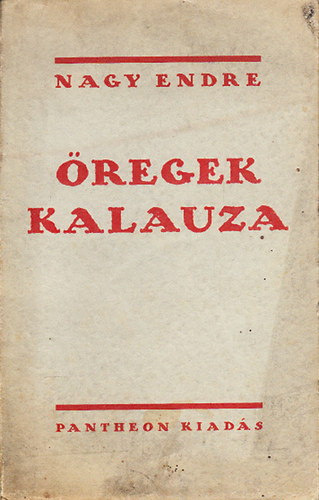 NAGY ENDRE
ÖREGEK
KALAUZA
PANTHEON KIADÁS